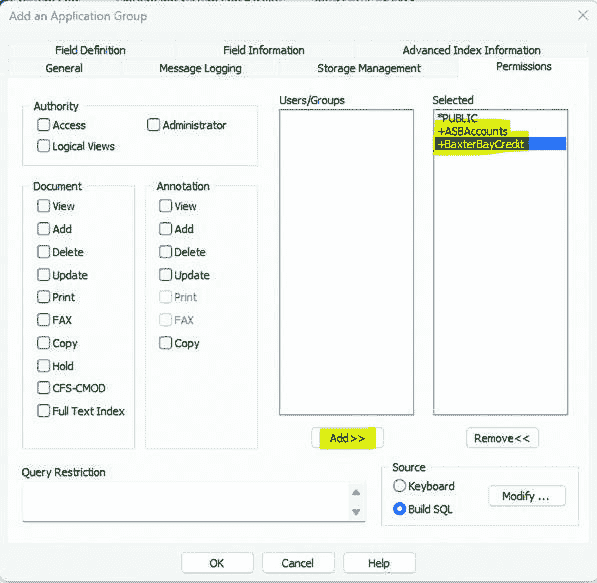 Add an Application Group
Field Definition Field Information Advanced Index Information
General Message Logging Storage Management Permissions
Authority
Access Administrator
Logical Views
Users/Groups
Selected
*PUBLIC
+ASBAccounts
+BaxterBayCredit
Document
View
Add
Delete
Update
Print
FAX
Copy
Hold
CFS-CMOD
Full Text Index
Annotation
View
Add
Delete
Update
Print
FAX
Copy
Add>> Remove<<
Query Restriction
Source
Keyboard
Build SQL
Modify ...
OK Cancel Help